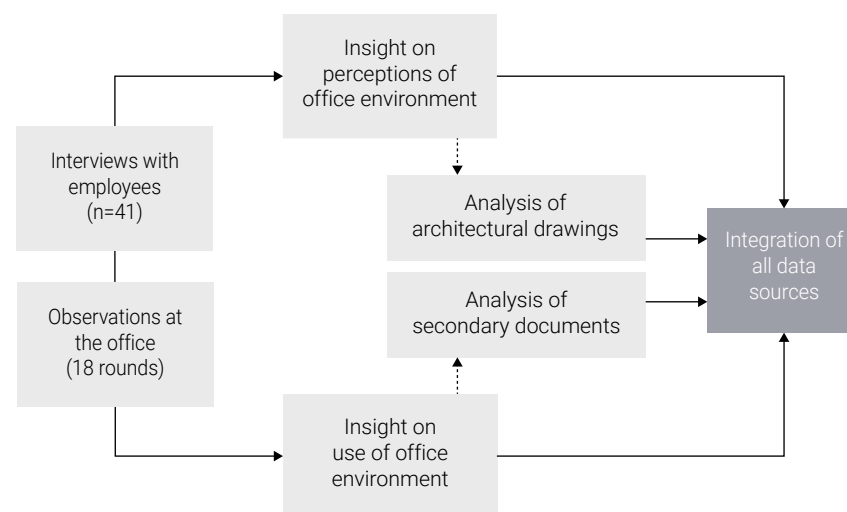 Insight on
perceptions of
office environment
Interviews with
employees
(n=41)
Analysis of
architectural drawings
Integration of
all data
sources
Analysis of
secondary documents
Observations at
the office
(18 rounds)
Insight on
use of office
environment